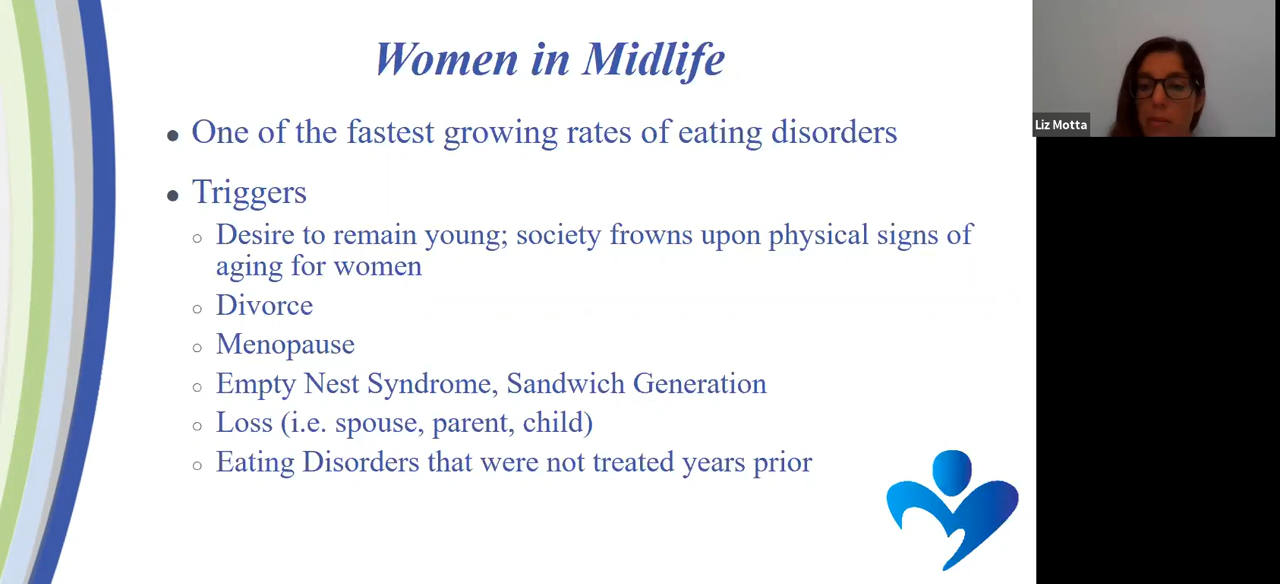 Women in Midlife
• One of the fastest growing rates of eating disorders
• Triggers
○ Desire to remain young; society frowns upon physical signs of
aging for women
○ Divorce
○ Menopause
○ Empty Nest Syndrome, Sandwich Generation
○ Loss (i.e. spouse, parent, child)
○ Eating Disorders that were not treated years prior
Liz Motta